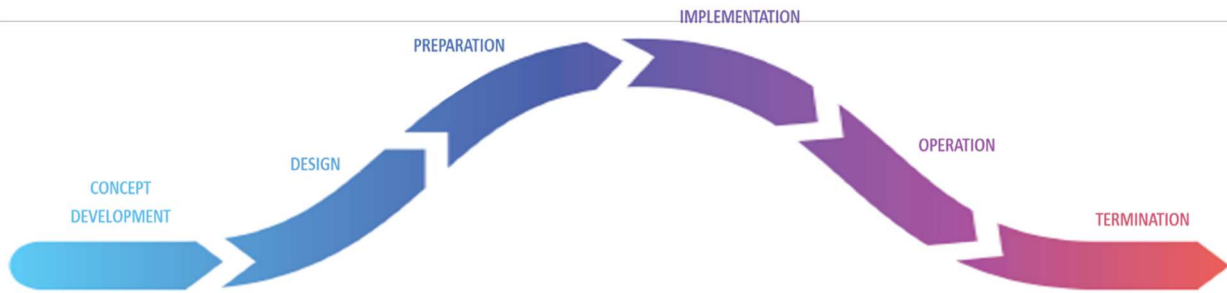 CONCEPT
DEVELOPMENT
DESIGN
PREPARATION
IMPLEMENTATION
OPERATION
TERMINATION